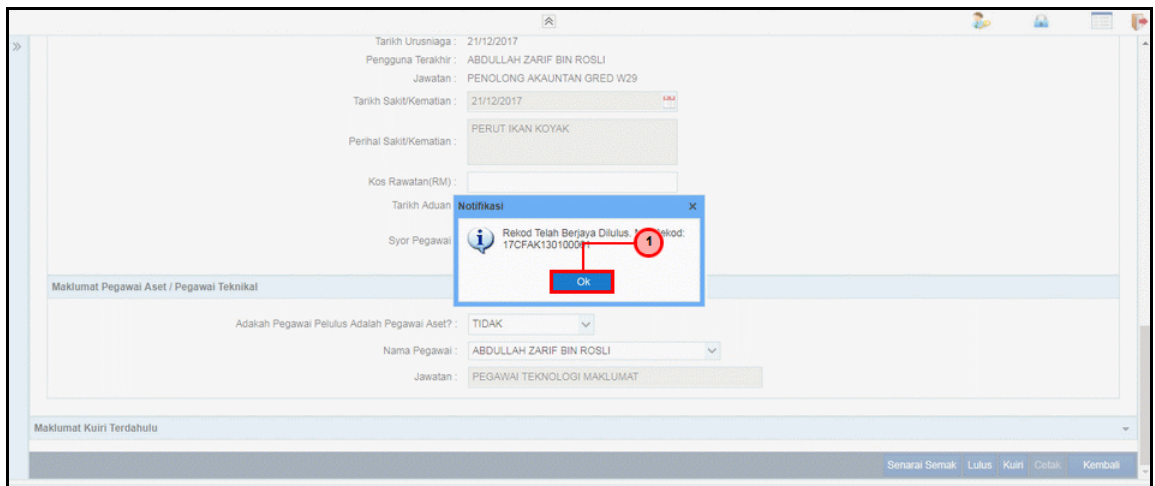 Tarikh Urusniaga : 21/12/2017
Pengguna Terakhir : ABDULLAH ZARIF BIN ROSLI
Jawatan : PENOLONG AKAUNTAN GRED W29
Tarikh Sakit/Kematian : 21/12/2017
Perihal Sakit/Kematian : PERUT IKAN KOYAK
Kos Rawatan(RM) :
Tarikh Aduan
Notifikasi
Rekod Telah Berjaya Dilulus.
1
Syor Pegawai
Ok
Maklumat Pegawai Aset / Pegawai Teknikal
Adakah Pegawai Pelulus Adalah Pegawai Aset? : TIDAK
Nama Pegawai : ABDULLAH ZARIF BIN ROSLI
Jawatan : PEGAWAI TEKNOLOGI MAKLUMAT
Maklumat Kuiri Terdahulu
Senarai Semak Lulus Kuiri Cetak Kembali